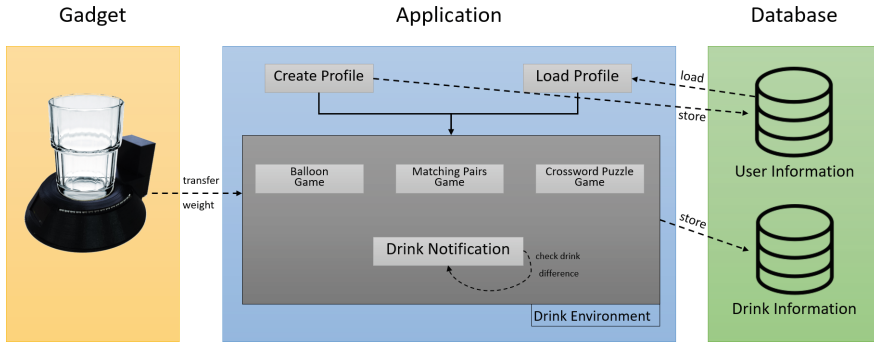 Gadget
Application
Database
Create Profile
Load Profile
load
store
User Information
Balloon
Game
Matching Pairs
Game
Crossword Puzzle
Game
transfer
weight
Drink Notification
check drink
difference
store
Drink Environment
Drink Information